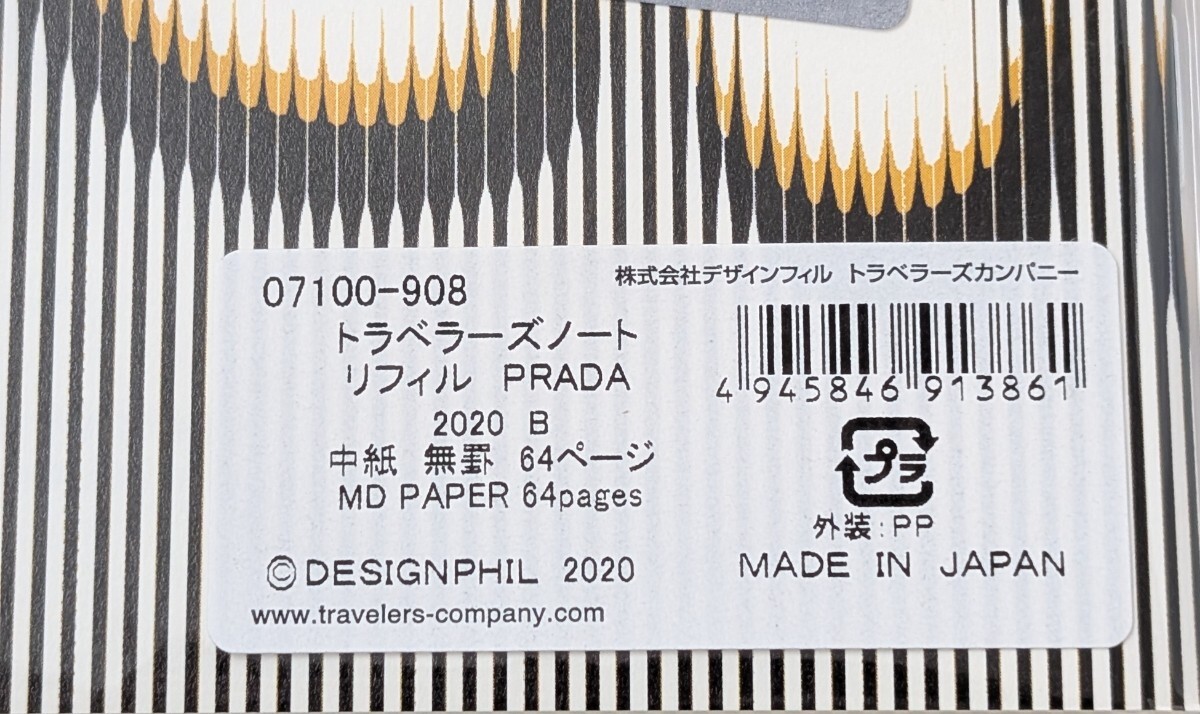 07100-908
トラベラーズノート
リフィル PRADA
2020 B
中紙 無罫 64ページ
MD PAPER 64pages
©DESIGNPHIL 2020
www.travelers-company.com
株式会社デザインフィル トラベラーズカンパニー
4945846913861
プラ
外装:PP
MADE IN JAPAN